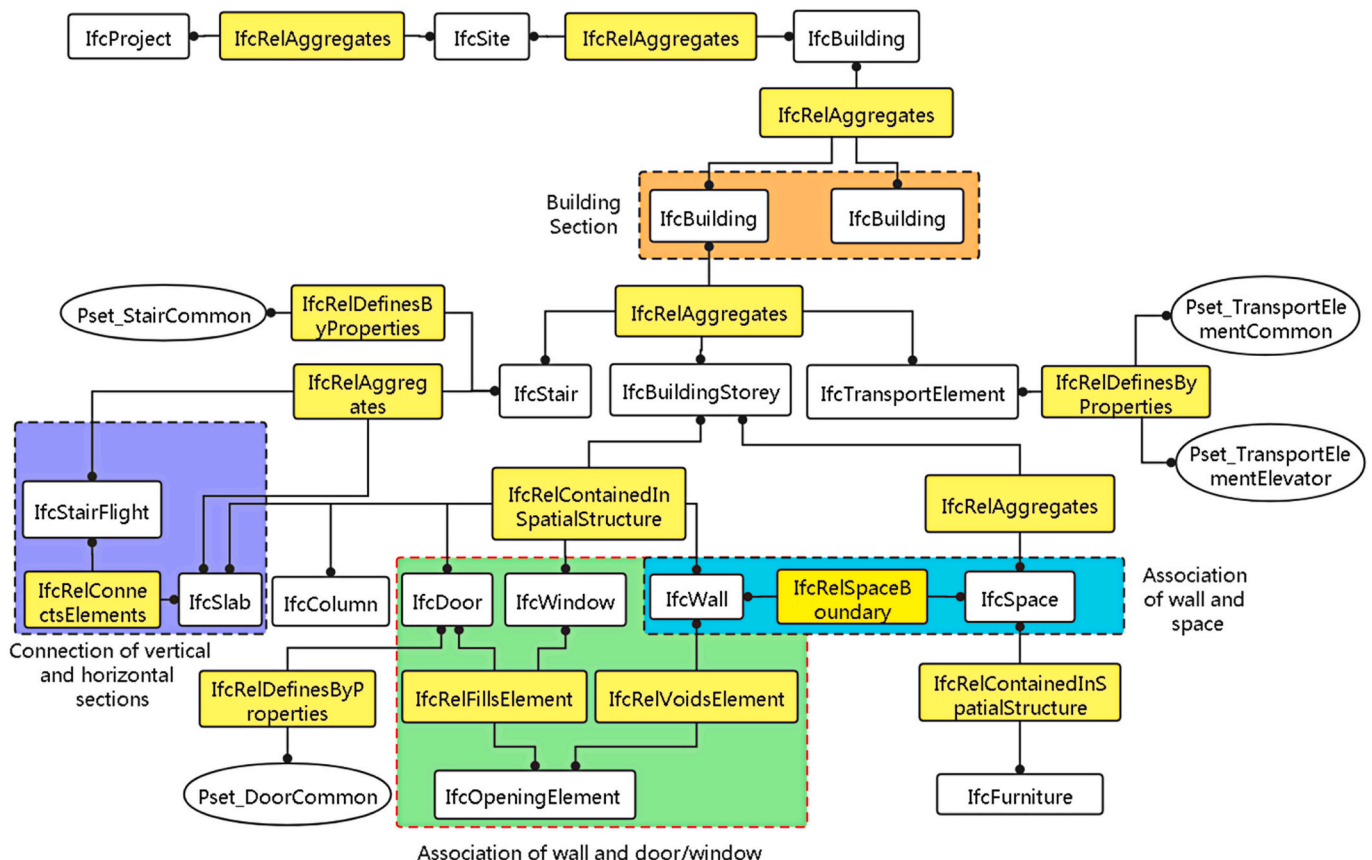 IfcProject
IfcRelAggregates
IfcSite
IfcRelAggregates
IfcBuilding
IfcRelAggregates
Building
Section
IfcBuilding
IfcBuilding
Pset_StairCommon
IfcRelDefinesB
yProperties
IfcRelAggregates
Pset_TransportEle
mentCommon
IfcRelAggreg
ates
IfcStair
IfcBuildingStorey
IfcTransportElement
IfcRelDefinesBy
Properties
Pset_TransportEle
mentElevator
IfcStairFlight
IfcRelContainedIn
SpatialStructure
IfcRelAggregates
IfcRelConne
ctsElements
IfcSlab
IfcColumn
IfcDoor
IfcWindow
IfcWall
IfcRelSpaceB
oundary
IfcSpace
Association
of wall and
space
Connection of vertical
and horizontal
sections
IfcRelDefinesByP
roperties
IfcRelFillsElement
IfcRelVoidsElement
IfcRelContainedInS
patialStructure
Pset_DoorCommon
IfcOpeningElement
IfcFurniture
Association of wall and door/window